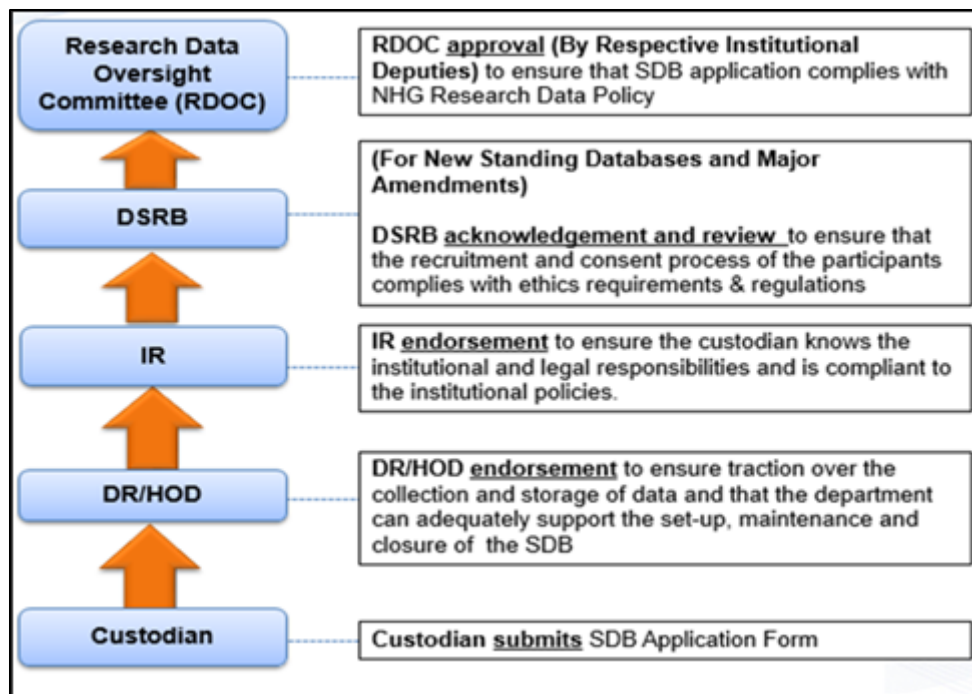 Research Data
Oversight
Committee (RDOC)
RDOC approval (By Respective Institutional
Deputies) to ensure that SDB application complies with
NHG Research Data Policy
DSRB
(For New Standing Databases and Major
Amendments)
DSRB acknowledgement and review to ensure that
the recruitment and consent process of the participants
complies with ethics requirements & regulations
IR
IR endorsement to ensure the custodian knows the
institutional and legal responsibilities and is compliant to
the institutional policies.
DR/HOD
DR/HOD endorsement to ensure traction over the
collection and storage of data and that the department
can adequately support the set-up, maintenance and
closure of the SDB
Custodian
Custodian submits SDB Application Form